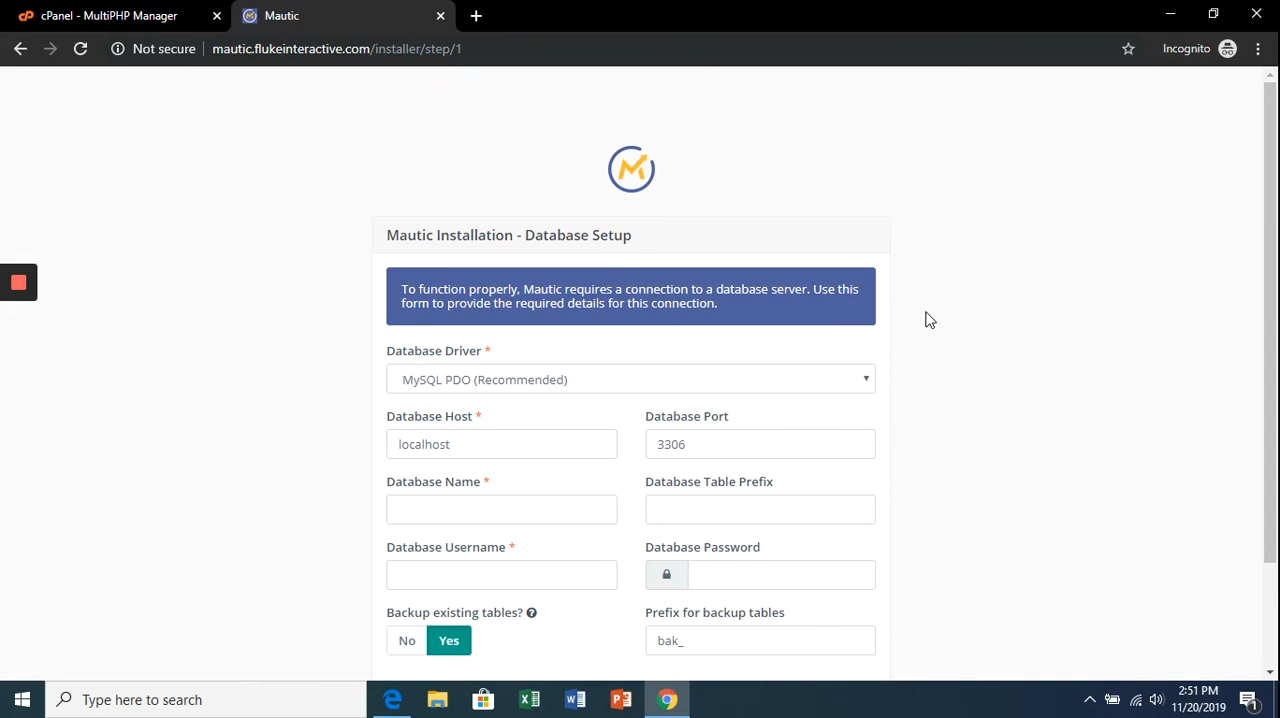 cPanel - MultiPHP Manager
Mautic
Not secure
mautic.flukeinteractive.com/installer/step/1
Incognito
Mautic Installation - Database Setup
To function properly, Mautic requires a connection to a database server. Use this
form to provide the required details for this connection.
Database Driver *
MySQL PDO (Recommended)
Database Host *
Database Port
localhost
3306
Database Name *
Database Table Prefix
Database Username *
Database Password
Backup existing tables?
Prefix for backup tables
No
Yes
bak_
Type here to search
2:51 PM
11/20/2019
1